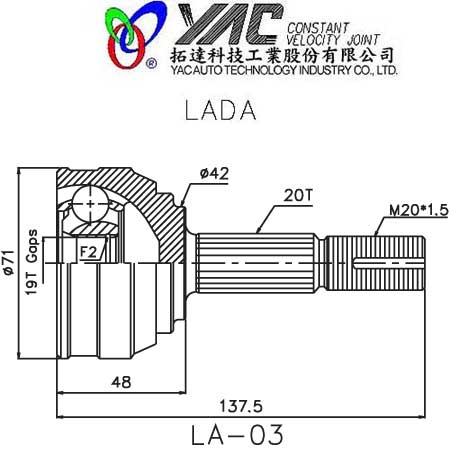 YAC CONSTANT
VELOCITY JOINT
®
拓達科技工業股份有限公司
YAC AUTO TECHNOLOGY INDUSTRY CO., LTD.
LADA
ø42
20T
M20*1.5
ø71
19T Gaps
F2
48
137.5
LA-03